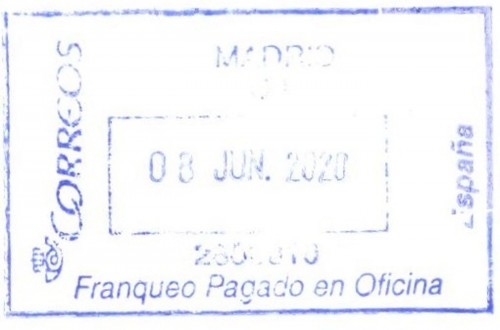 CORREOS
MADRID
08 JUN. 2020
España
Franqueo Pagado en Oficina